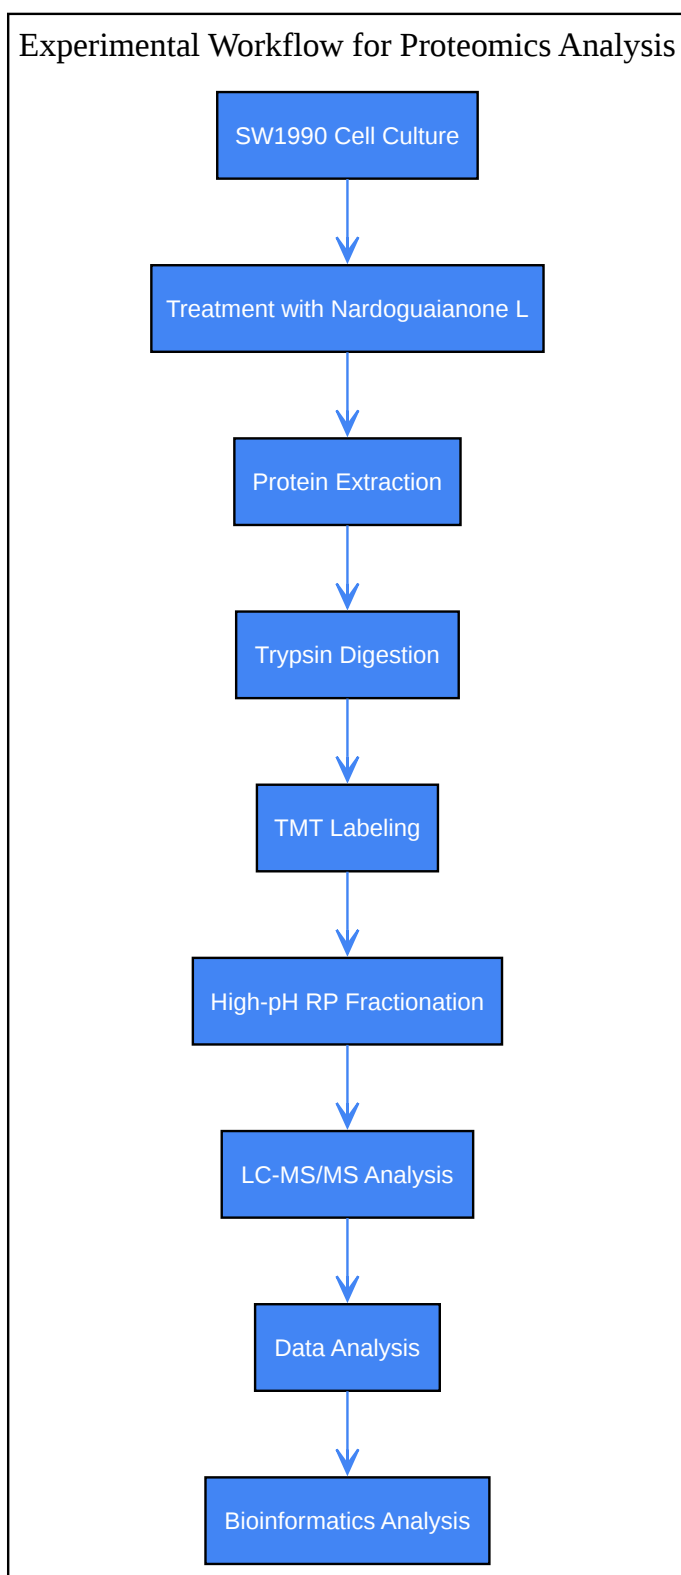 Experimental Workflow for Proteomics Analysis
SW1990 Cell Culture
Treatment with Nardoguaianone L
Protein Extraction
Trypsin Digestion
TMT Labeling
High-pH RP Fractionation
LC-MS/MS Analysis
Data Analysis
Bioinformatics Analysis